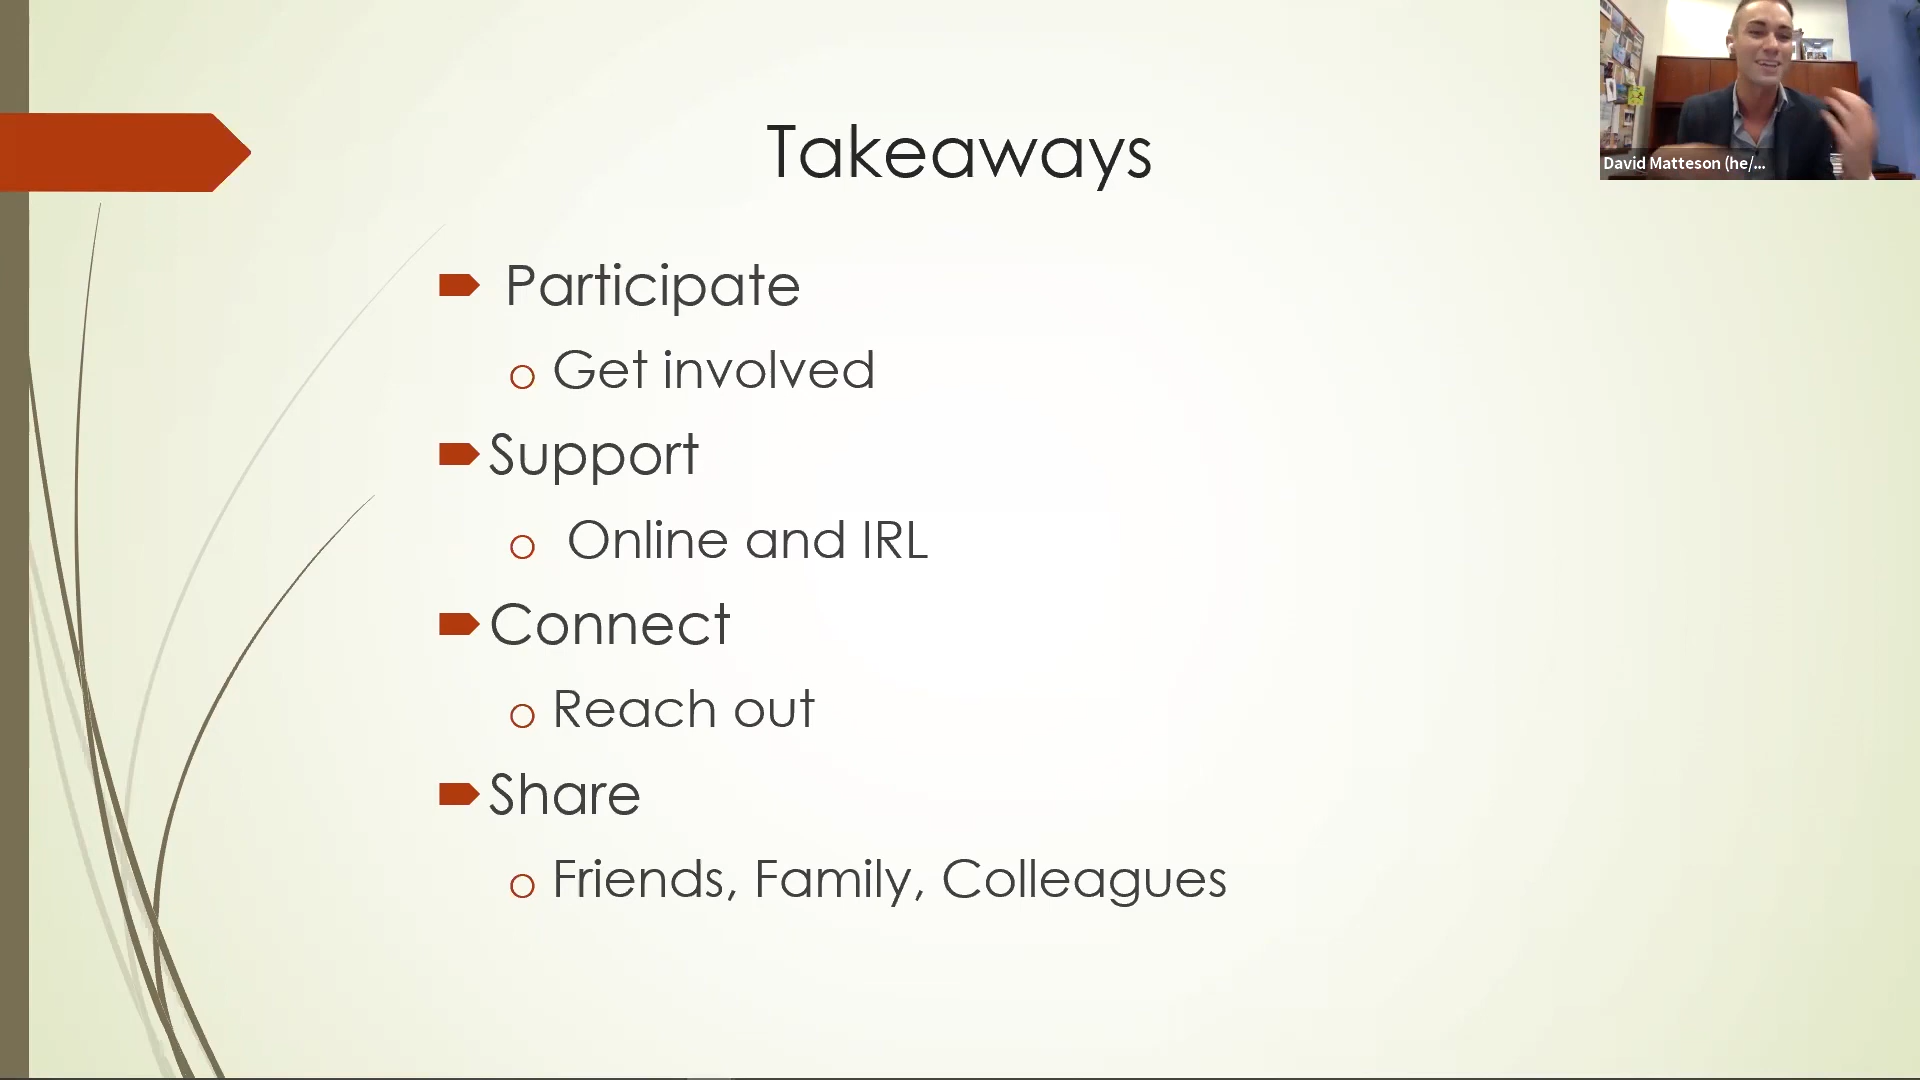 Takeaways
David Matteson (he/...
Participate
o Get involved
Support
o Online and IRL
Connect
o Reach out
Share
o Friends, Family, Colleagues